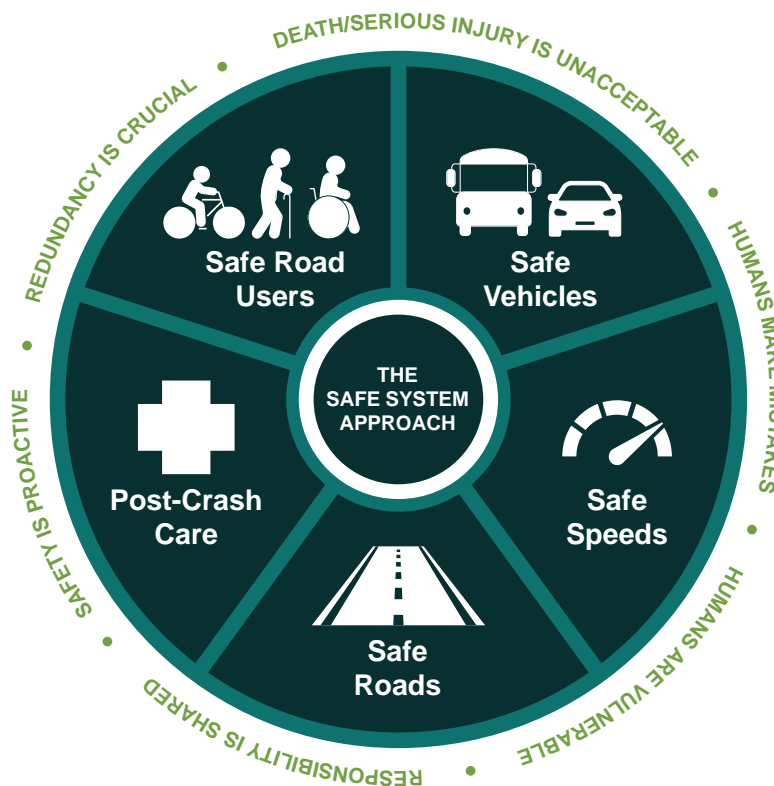 DEATH/SERIOUS INJURY IS UNACCEPTABLE
HUMANS MAKE MISTAKES
HUMANS ARE VULNERABLE
RESPONSIBILITY IS SHARED
SAFETY IS PROACTIVE
REDUNDANCY IS CRUCIAL
Safe Road
Users
Safe
Vehicles
THE
SAFE SYSTEM
APPROACH
Post-Crash
Care
Safe
Speeds
Safe
Roads